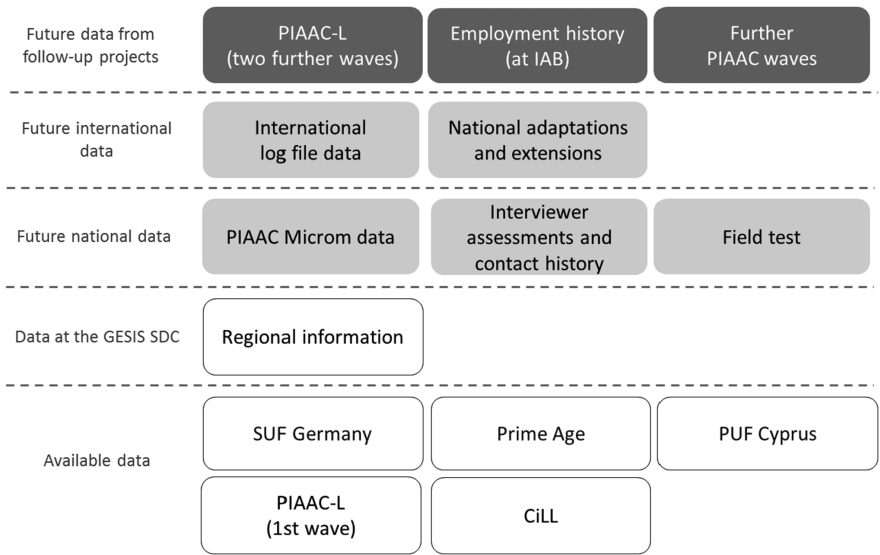 Future data from
follow-up projects
PIAAC-L
(two further waves)
Employment history
(at IAB)
Further
PIAAC waves
Future international
data
International
log file data
National adaptations
and extensions
Future national data
PIAAC Microm data
Interviewer
assessments and
contact history
Field test
Data at the GESIS SDC
Regional information
Available data
SUF Germany
Prime Age
PUF Cyprus
PIAAC-L
(1st wave)
CiLL